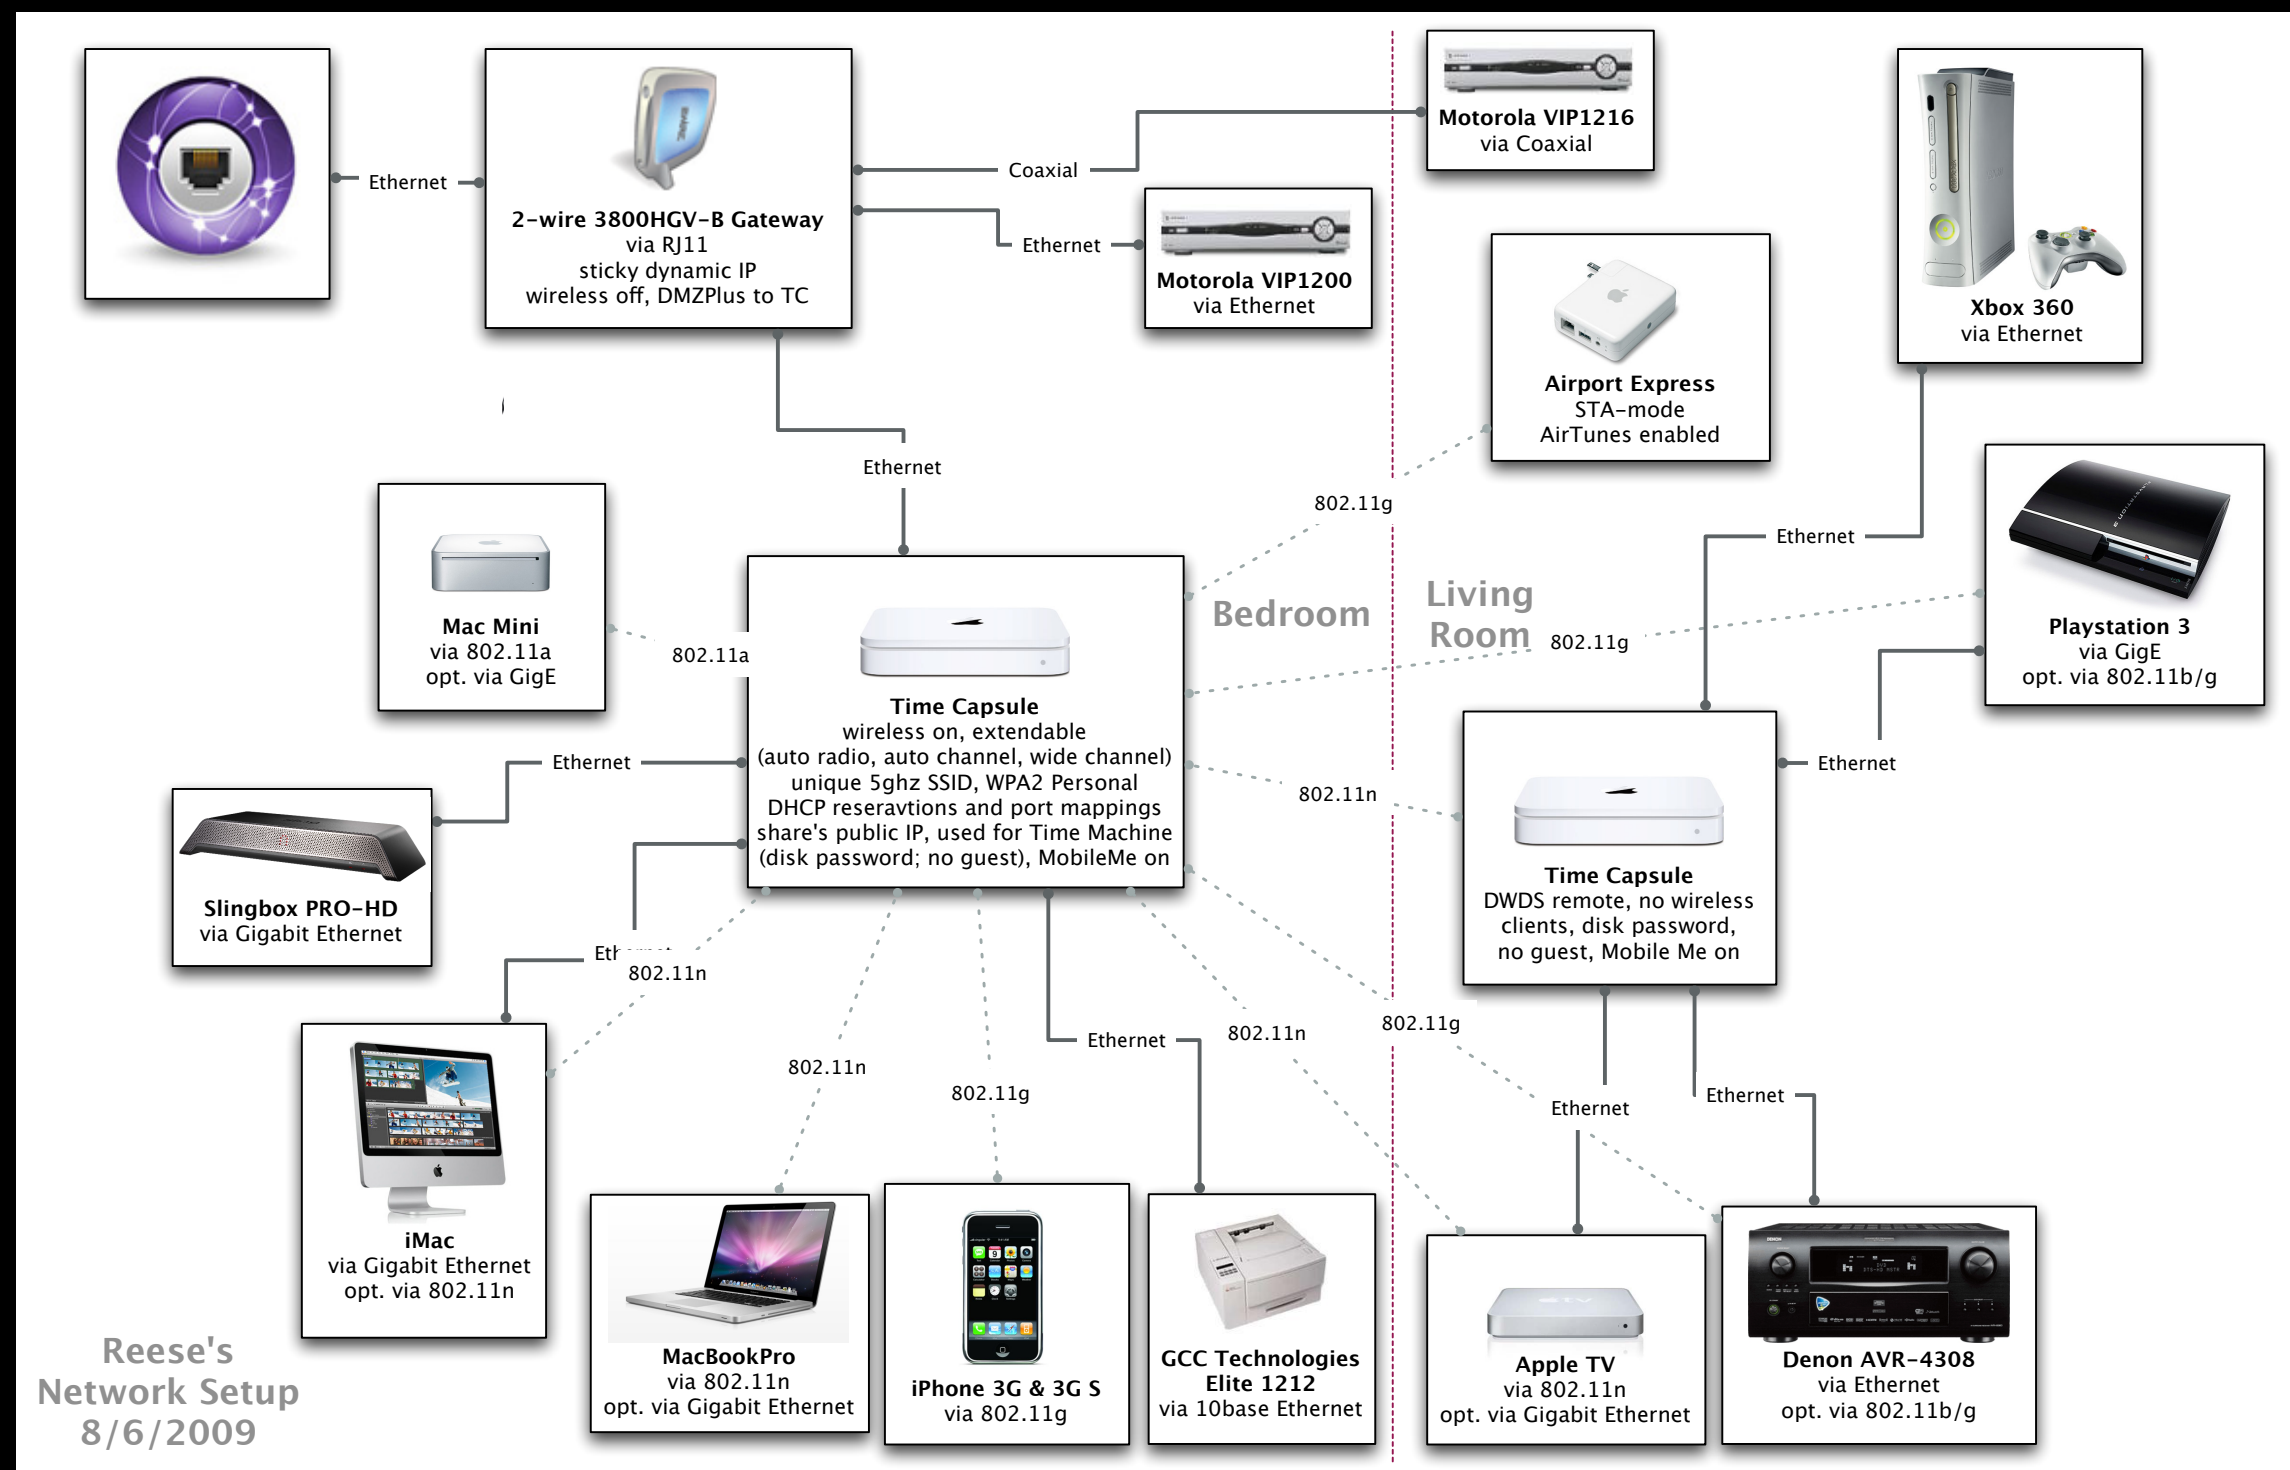 Ethernet
2-wire 3800HGV-B Gateway
via RJ11
sticky dynamic IP
wireless off, DMZPlus to TC
Coaxial
Motorola VIP1216
via Coaxial
Ethernet
Motorola VIP1200
via Ethernet
Airport Express
STA-mode
AirTunes enabled
Xbox 360
via Ethernet
Ethernet
802.11g
Ethernet
Mac Mini
via 802.11a
opt. via GigE
802.11a
Bedroom
Living
Room
802.11g
Playstation 3
via GigE
opt. via 802.11b/g
Time Capsule
wireless on, extendable
(auto radio, auto channel, wide channel)
unique 5ghz SSID, WPA2 Personal
DHCP reseravtions and port mappings
share's public IP, used for Time Machine
(disk password; no guest), MobileMe on
Ethernet
802.11n
Ethernet
Slingbox PRO-HD
via Gigabit Ethernet
Time Capsule
DWDS remote, no wireless
clients, disk password,
no guest, Mobile Me on
Ethernet
802.11n
802.11n
802.11g
Ethernet
802.11n
802.11g
Ethernet
Ethernet
iMac
via Gigabit Ethernet
opt. via 802.11n
MacBookPro
via 802.11n
opt. via Gigabit Ethernet
iPhone 3G & 3G S
via 802.11g
GCC Technologies
Elite 1212
via 10base Ethernet
tv
Apple TV
via 802.11n
opt. via Gigabit Ethernet
DENON
Denon AVR-4308
via Ethernet
opt. via 802.11b/g
Reese's
Network Setup
8/6/2009